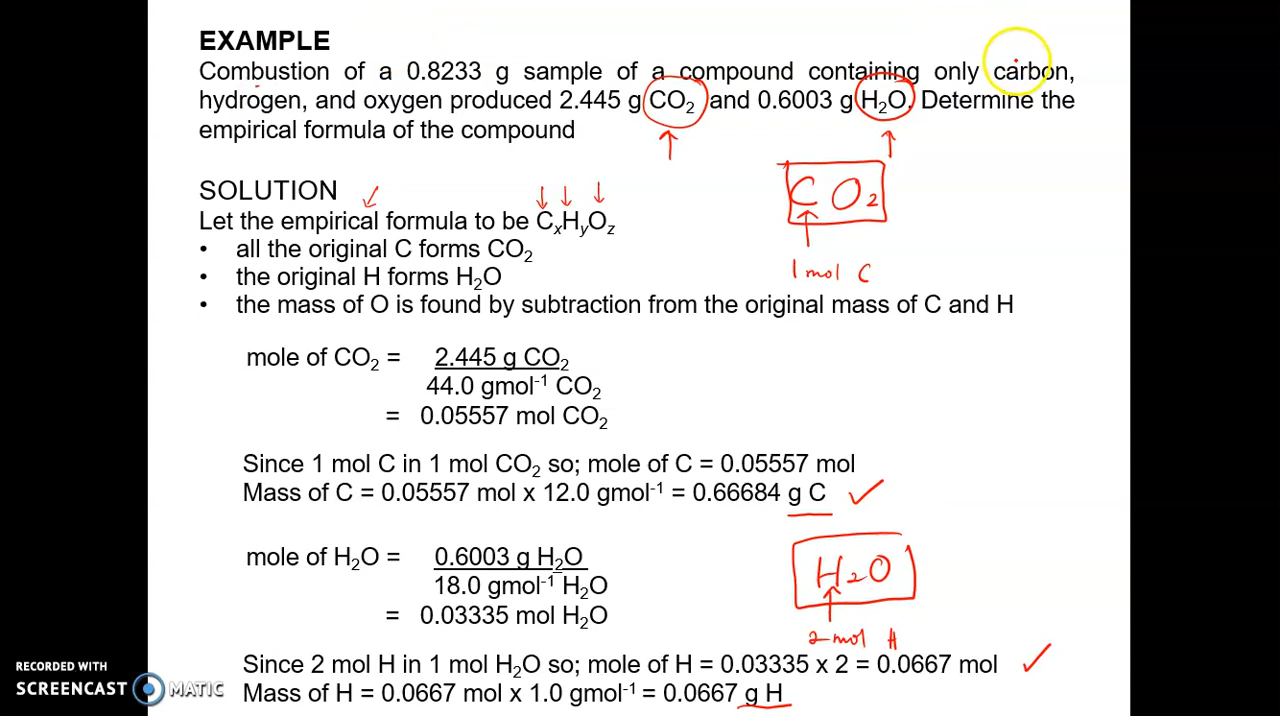 EXAMPLE
Combustion of a 0.8233 g sample of a compound containing only carbon,
hydrogen, and oxygen produced 2.445 g CO₂ and 0.6003 g H₂O. Determine the
empirical formula of the compound
C O₂
SOLUTION
Let the empirical formula to be CₓHᵧO_z
• all the original C forms CO₂
1 mol C
• the original H forms H₂O
• the mass of O is found by subtraction from the original mass of C and H
mole of CO₂ = 2.445 g CO₂
44.0 gmol⁻¹ CO₂
= 0.05557 mol CO₂
Since 1 mol C in 1 mol CO₂ so; mole of C = 0.05557 mol
Mass of C = 0.05557 mol x 12.0 gmol⁻¹ = 0.66684 g C
mole of H₂O = 0.6003 g H₂O
H₂O
18.0 gmol⁻¹ H₂O
= 0.03335 mol H₂O
2 mol H
Since 2 mol H in 1 mol H₂O so; mole of H = 0.03335 x 2 = 0.0667 mol
Mass of H = 0.0667 mol x 1.0 gmol⁻¹ = 0.0667 g H
RECORDED WITH
SCREENCAST MATIC